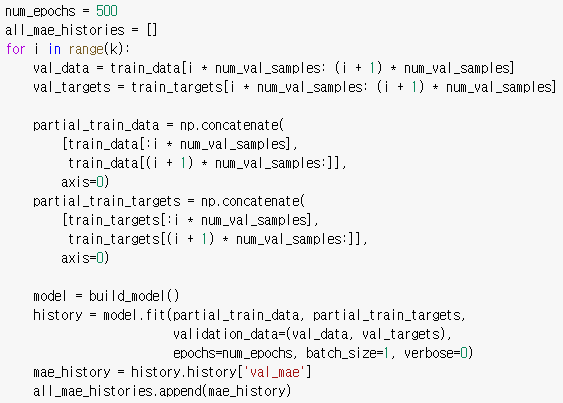 num_epochs = 500
all_mae_histories = []
for i in range(k):
    val_data = train_data[i * num_val_samples: (i + 1) * num_val_samples]
    val_targets = train_targets[i * num_val_samples: (i + 1) * num_val_samples]

    partial_train_data = np.concatenate(
        [train_data[:i * num_val_samples],
         train_data[(i + 1) * num_val_samples:]],
        axis=0)
    partial_train_targets = np.concatenate(
        [train_targets[:i * num_val_samples],
         train_targets[(i + 1) * num_val_samples:]],
        axis=0)

    model = build_model()
    history = model.fit(partial_train_data, partial_train_targets,
                        validation_data=(val_data, val_targets),
                        epochs=num_epochs, batch_size=1, verbose=0)
    mae_history = history.history['val_mae']
    all_mae_histories.append(mae_history)